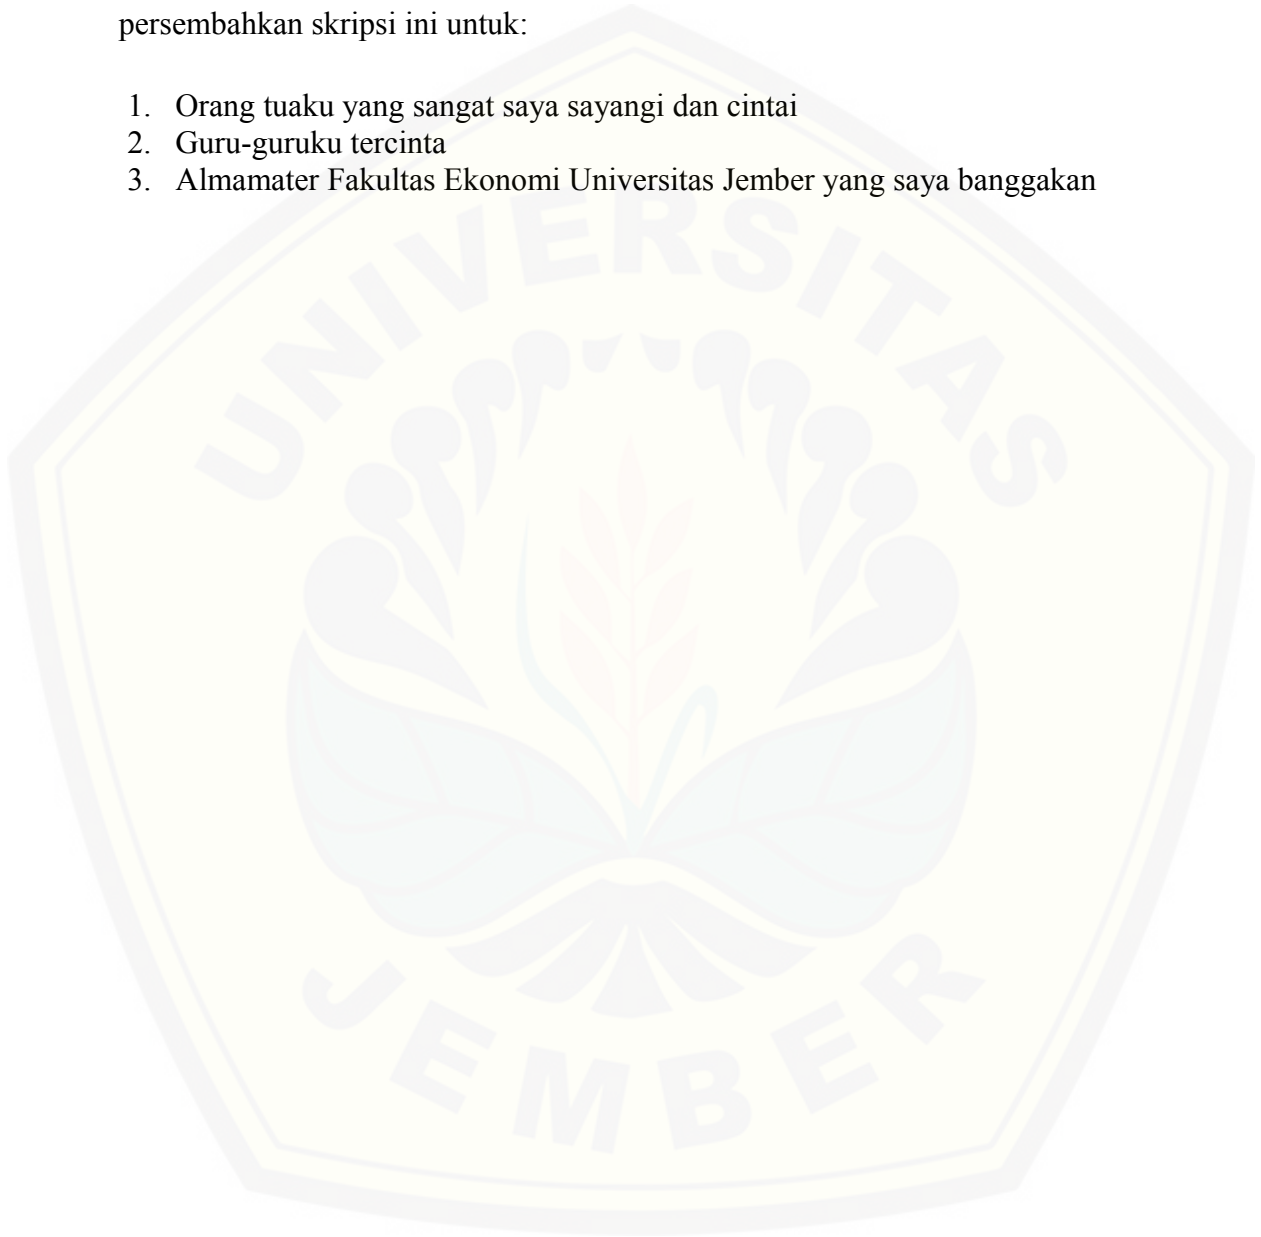 persembahkan skripsi ini untuk:
1. Orang tuaku yang sangat saya sayangi dan cintai
2. Guru-guruku tercinta
3. Almamater Fakultas Ekonomi Universitas Jember yang saya banggakan
UNIVERSITAS
JEMBER